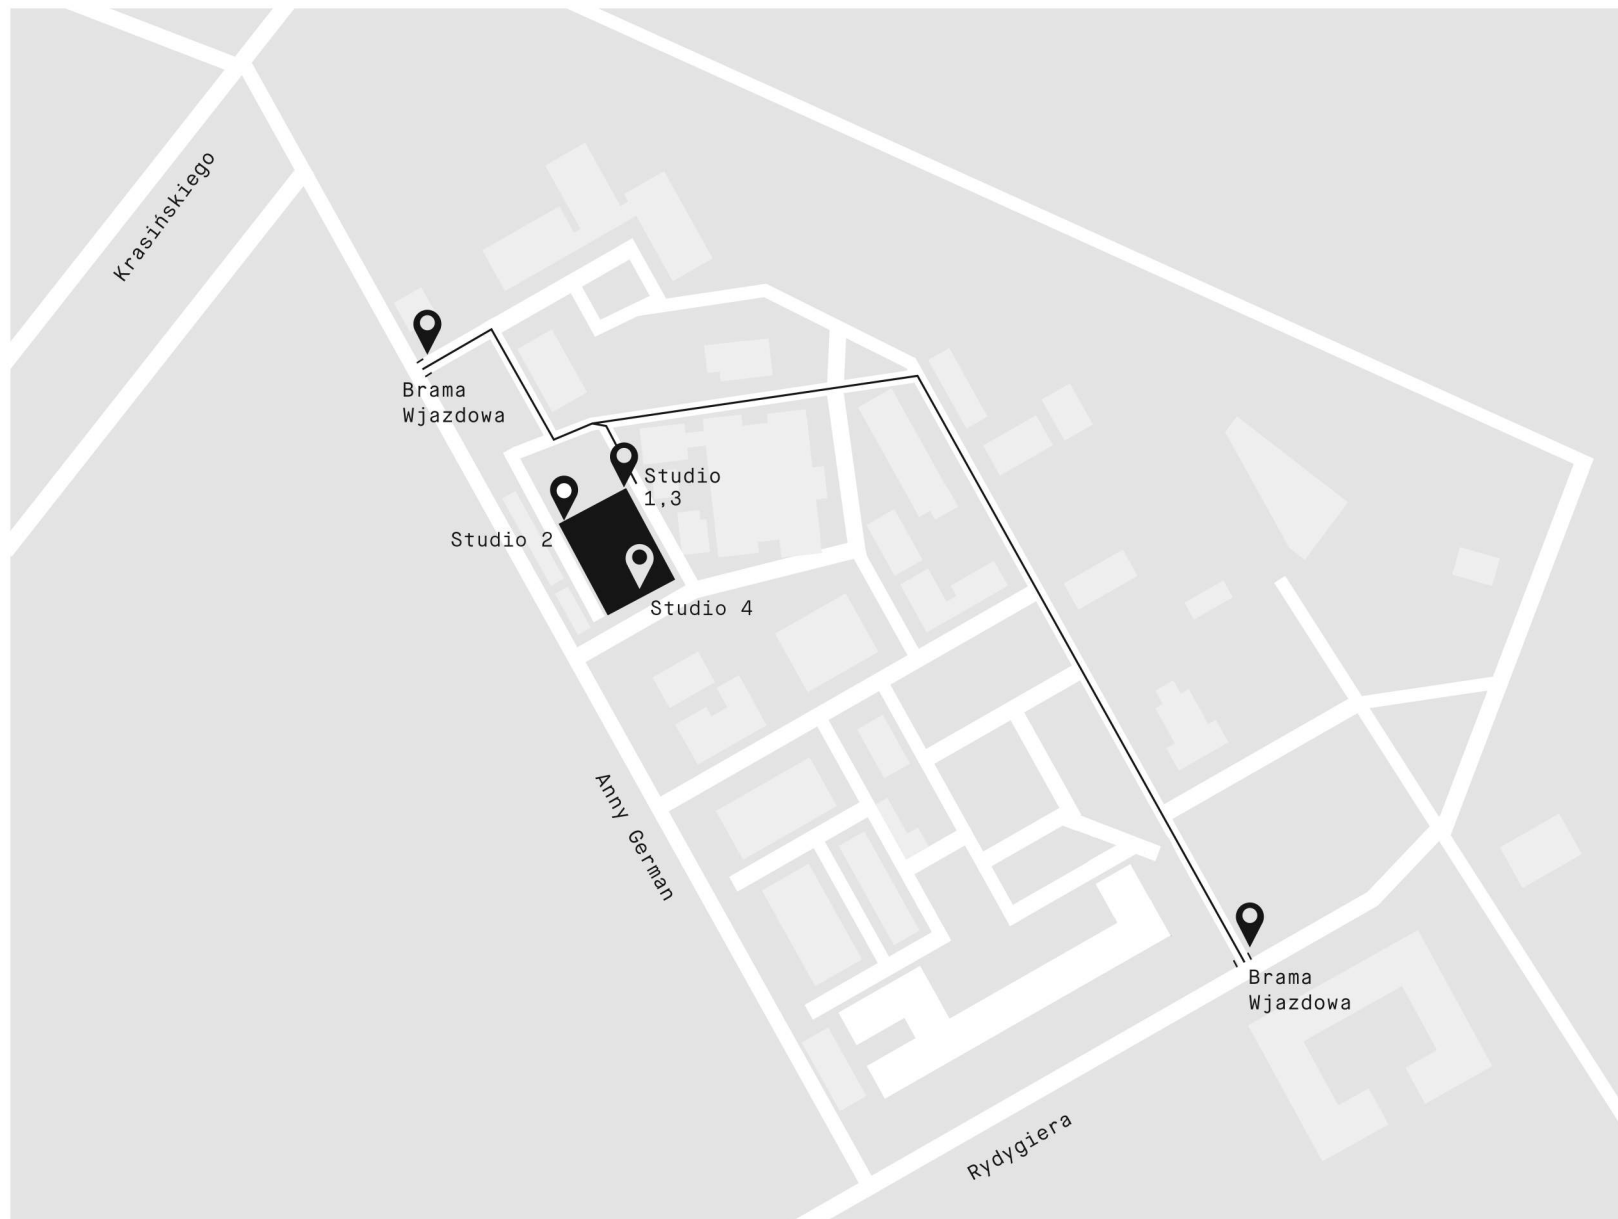 Krasińskiego
Brama
Wjazdowa
Studio
1,3
Studio 2
Studio 4
Anny German
Brama
Wjazdowa
Rydygiera